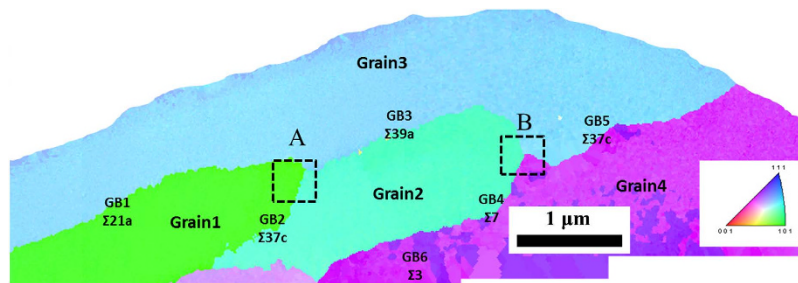 Grain3
GB3
Σ39a
A
B
GB5
Σ37c
GB1
Σ21a
Grain1
GB2
Σ37c
Grain2
GB4
Σ7
Grain4
1 μm
GB6
Σ3
111
001
101